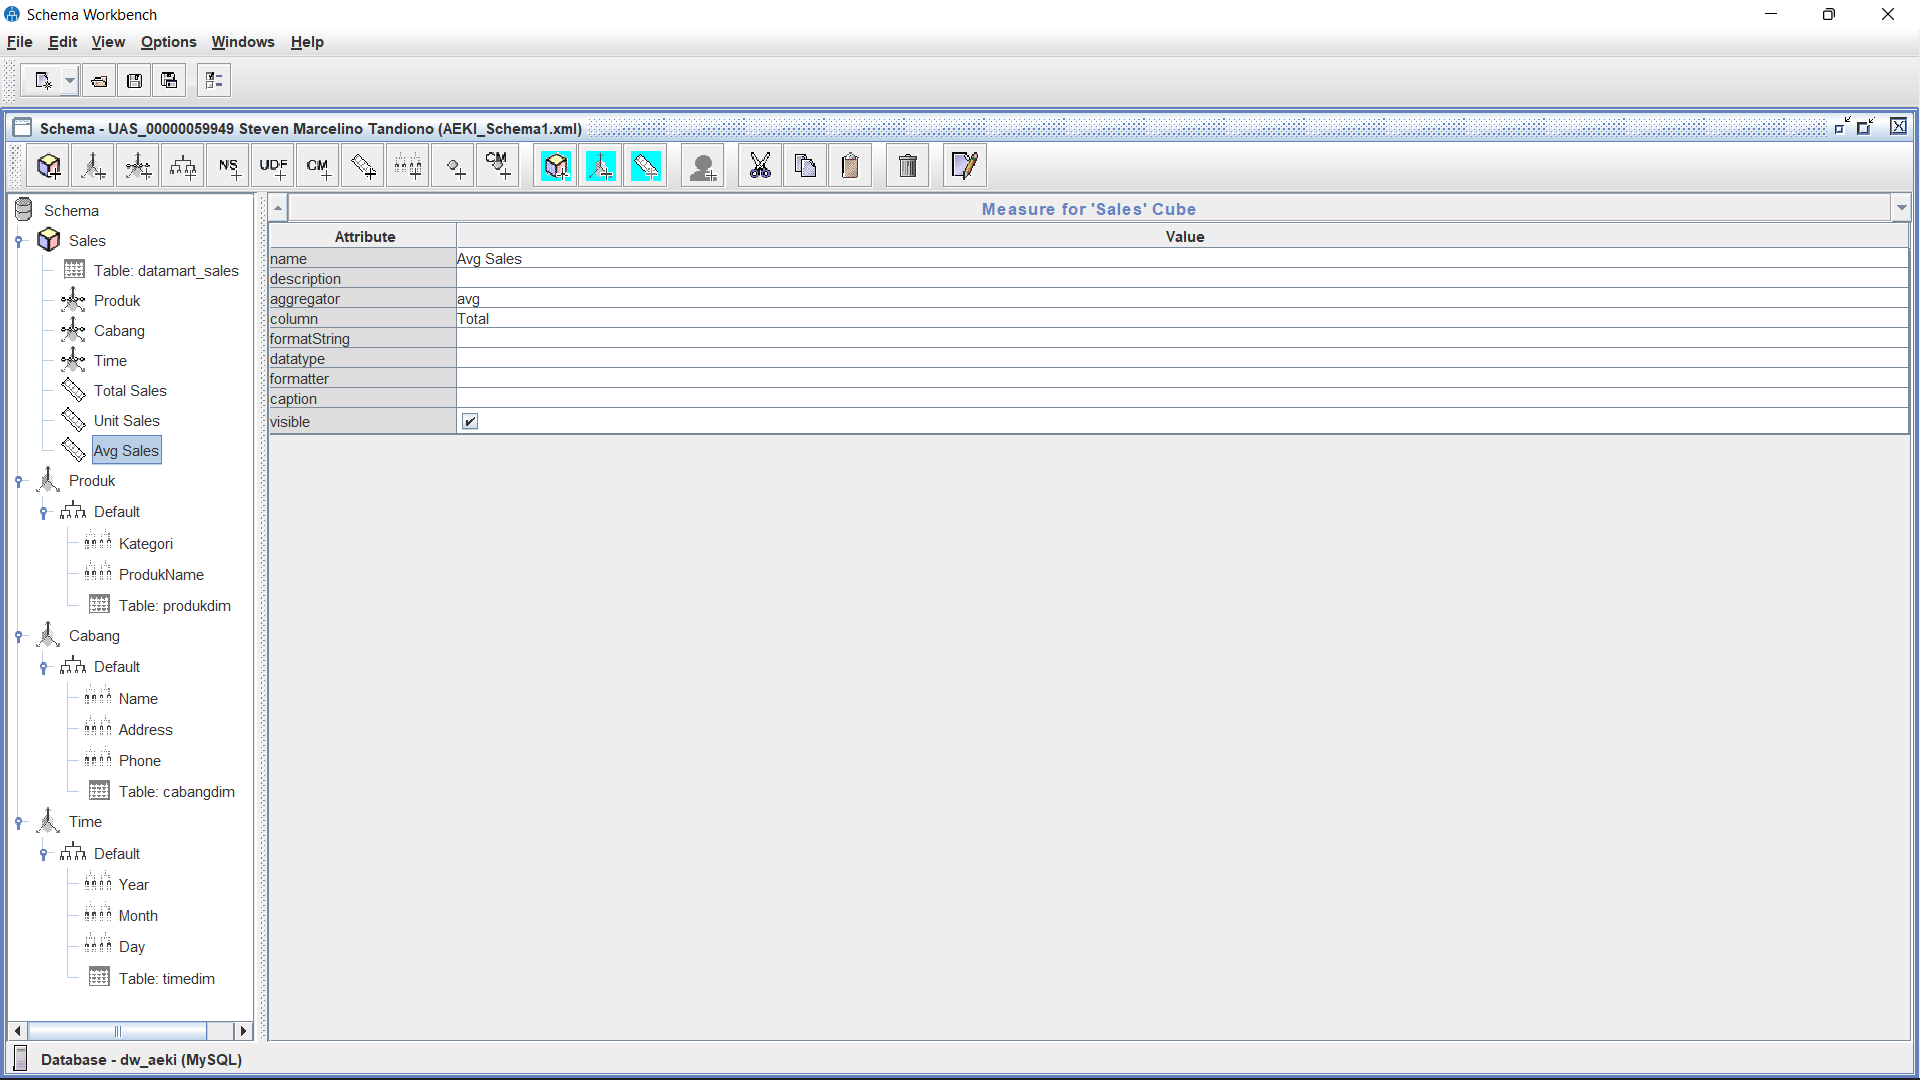 Schema Workbench
File Edit View Options Windows Help
Schema - UAS_00000059949 Steven Marcelino Tandiono (AEKI_Schema1.xml)
NS UDF CM CM
Schema
Sales
Table: datamart_sales
Produk
Cabang
Time
Total Sales
Unit Sales
Avg Sales
Produk
Default
Kategori
ProdukName
Table: produkdim
Cabang
Default
Name
Address
Phone
Table: cabangdim
Time
Default
Year
Month
Day
Table: timedim
Measure for 'Sales' Cube
Attribute Value
name Avg Sales
description
aggregator avg
column Total
formatString
datatype
formatter
caption
visible
Database - dw_aeki (MySQL)